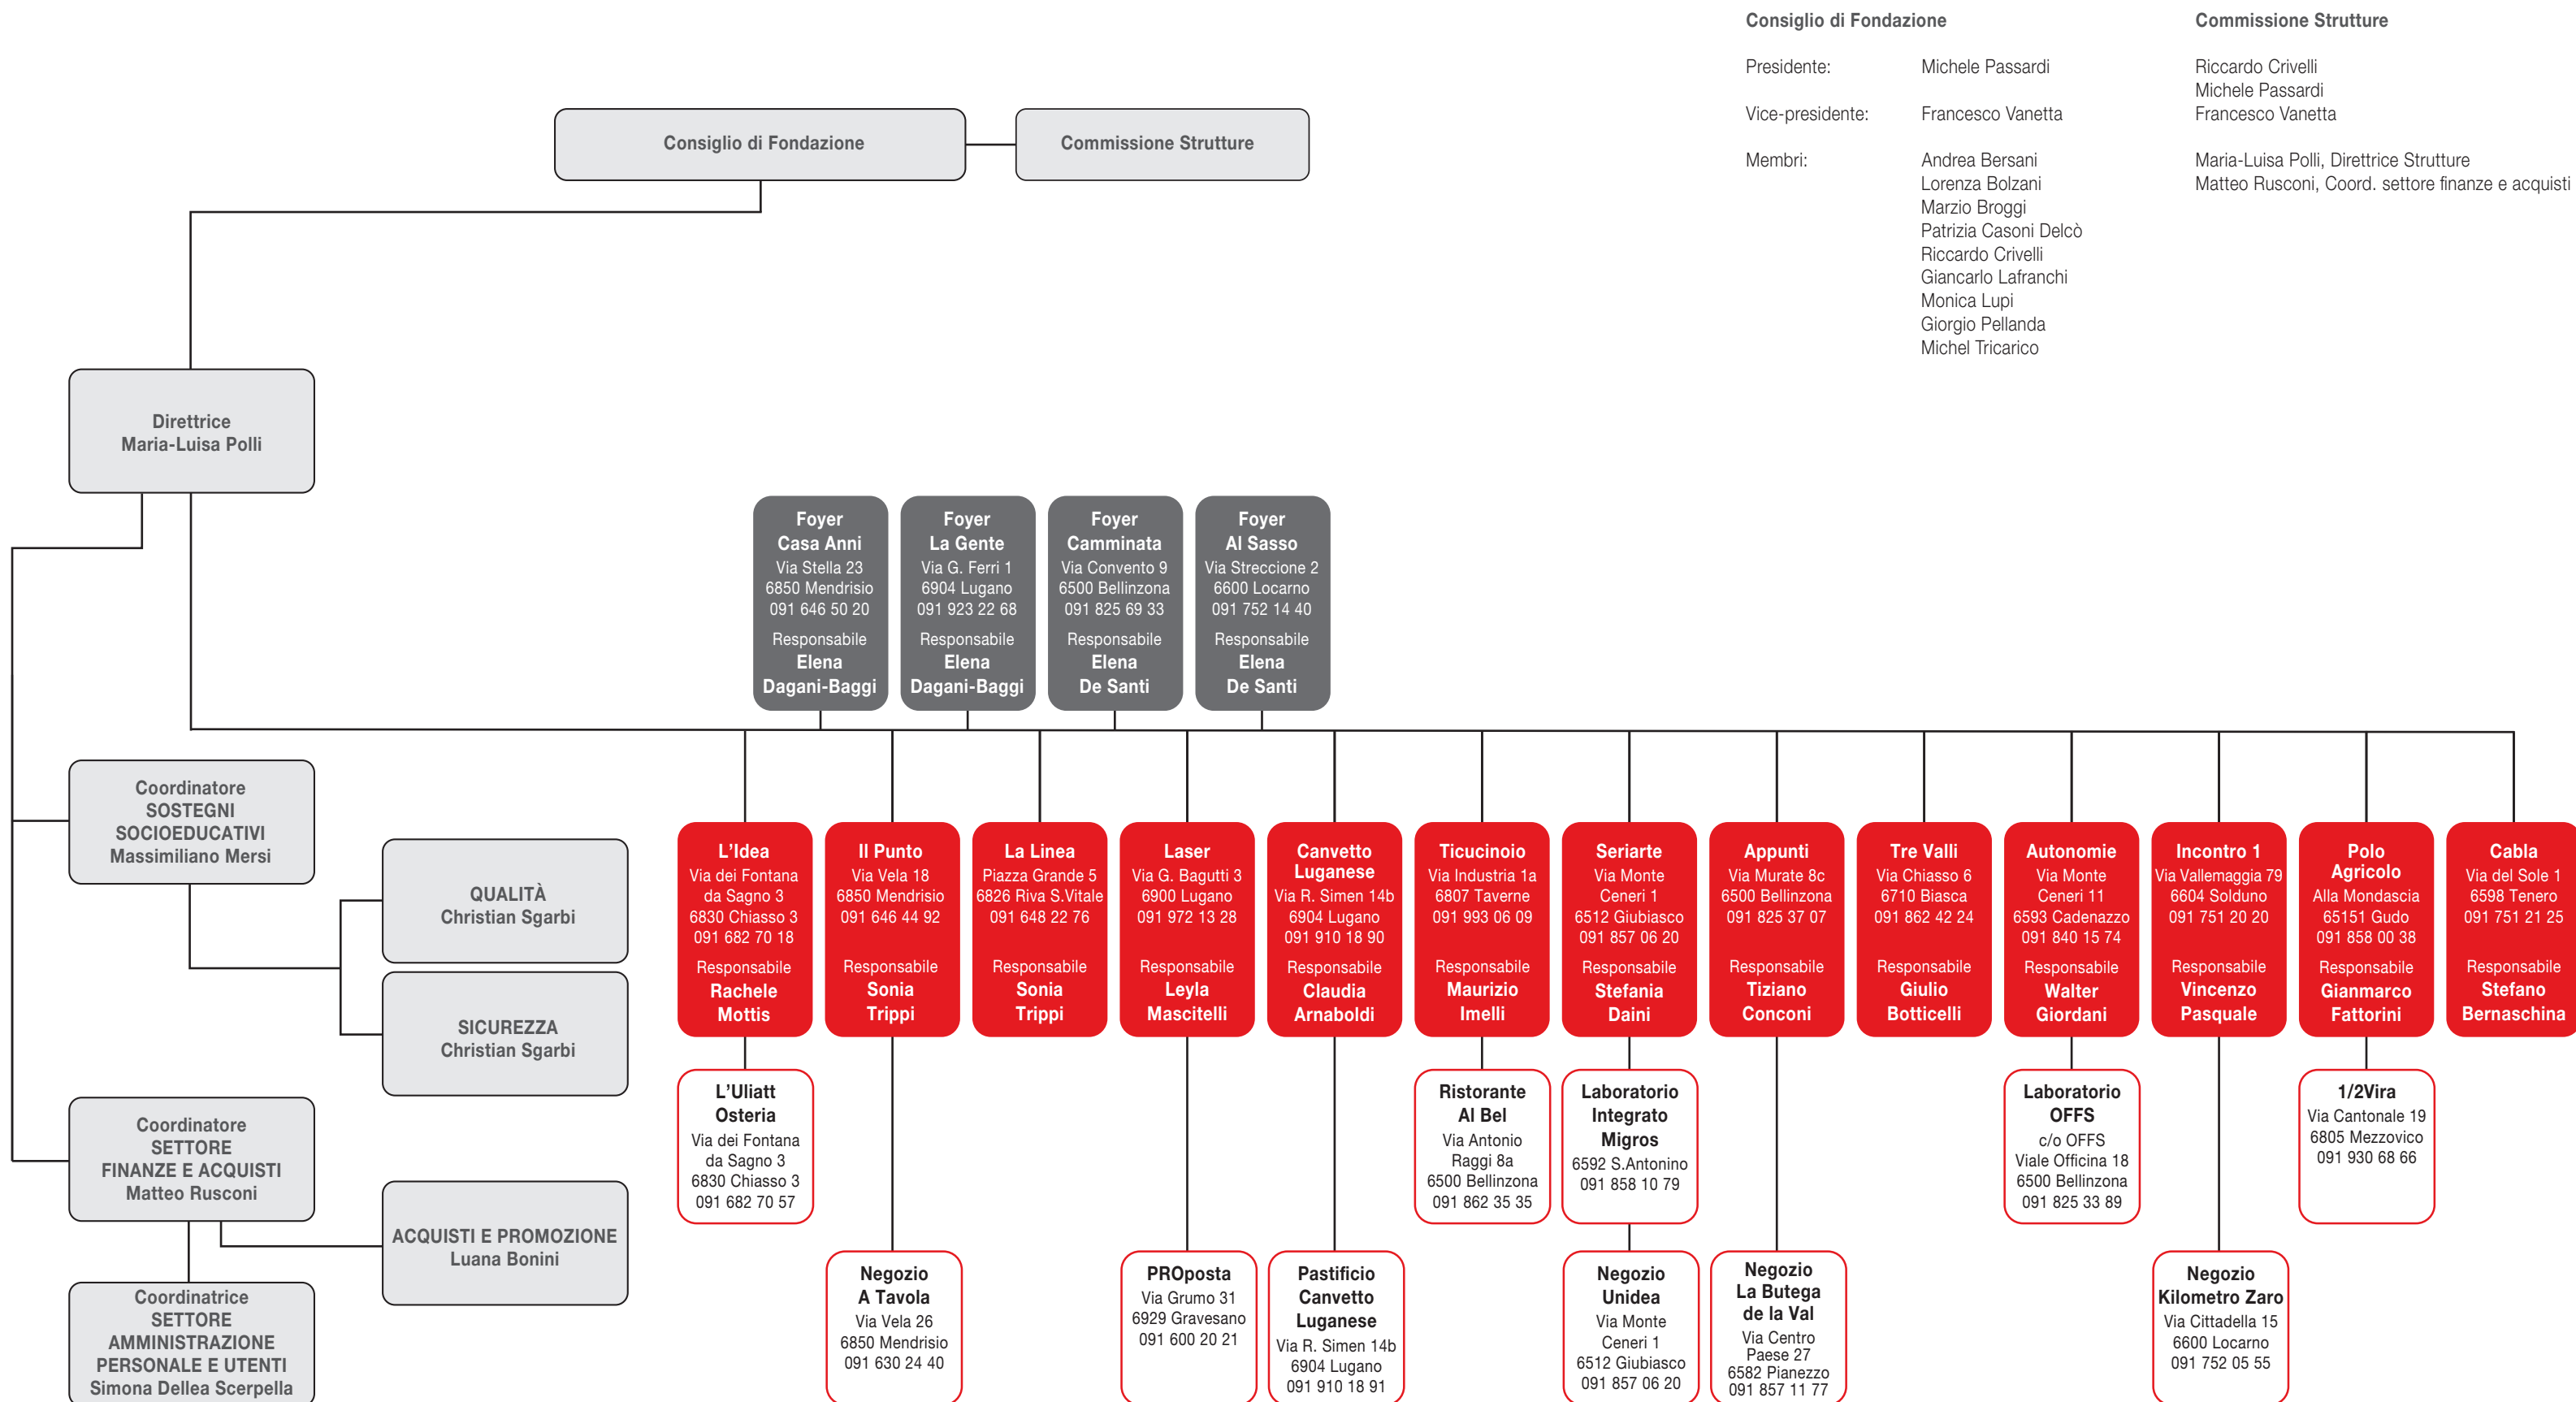 Consiglio di Fondazione
Presidente: Michele Passardi
Vice-presidente: Francesco Vanetta
Membri: Andrea Bersani
Lorenza Bolzani
Marzio Broggi
Patrizia Casoni Delcò
Riccardo Crivelli
Giancarlo Lafranchi
Monica Lupi
Giorgio Pellanda
Michel Tricarico
Commissione Strutture
Riccardo Crivelli
Michele Passardi
Francesco Vanetta
Maria-Luisa Polli, Direttrice Strutture
Matteo Rusconi, Coord. settore finanze e acquisti
Consiglio di Fondazione
Commissione Strutture
Direttrice
Maria-Luisa Polli
Foyer
Casa Anni
Via Stella 23
6850 Mendrisio
091 646 50 20
Responsabile
Elena
Dagani-Baggi
Foyer
La Gente
Via G. Ferri 1
6904 Lugano
091 923 22 68
Responsabile
Elena
Dagani-Baggi
Foyer
Camminata
Via Convento 9
6500 Bellinzona
091 825 69 33
Responsabile
Elena
De Santi
Foyer
Al Sasso
Via Streccione 2
6600 Locarno
091 752 14 40
Responsabile
Elena
De Santi
Coordinatore
SOSTEGNI
SOCIOEDUCATIVI
Massimiliano Mersi
QUALITÀ
Christian Sgarbi
SICUREZZA
Christian Sgarbi
Coordinatore
SETTORE
FINANZE E ACQUISTI
Matteo Rusconi
ACQUISTI E PROMOZIONE
Luana Bonini
Coordinatrice
SETTORE
AMMINISTRAZIONE
PERSONALE E UTENTI
Simona Dellea Scerpella
L'Idea
Via dei Fontana
da Sagno 3
6830 Chiasso 3
091 682 70 18
Responsabile
Rachele
Mottis
Il Punto
Via Vela 18
6850 Mendrisio
091 646 44 92
Responsabile
Sonia
Trippi
La Linea
Piazza Grande 5
6826 Riva S.Vitale
091 648 22 76
Responsabile
Sonia
Trippi
Laser
Via G. Bagutti 3
6900 Lugano
091 972 13 28
Responsabile
Leyla
Mascitelli
Canvetto
Luganese
Via R. Simen 14b
6904 Lugano
091 910 18 90
Responsabile
Claudia
Arnaboldi
Ticucinoio
Via Industria 1a
6807 Taverne
091 993 06 09
Responsabile
Maurizio
Imelli
Seriarte
Via Monte
Ceneri 1
6512 Giubiasco
091 857 06 20
Responsabile
Stefania
Daini
Appunti
Via Murate 8c
6500 Bellinzona
091 825 37 07
Responsabile
Tiziano
Conconi
Tre Valli
Via Chiasso 6
6710 Biasca
091 862 42 24
Responsabile
Giulio
Botticelli
Autonomie
Via Monte
Ceneri 11
6593 Cadenazzo
091 840 15 74
Responsabile
Walter
Giordani
Incontro 1
Via Vallemaggia 79
6604 Solduno
091 751 20 20
Responsabile
Vincenzo
Pasquale
Polo
Agricolo
Alla Mondascia
65151 Gudo
091 858 00 38
Responsabile
Gianmarco
Fattorini
Cabla
Via del Sole 1
6598 Tenero
091 751 21 25
Responsabile
Stefano
Bernaschina
L'Uliatt
Osteria
Via dei Fontana
da Sagno 3
6830 Chiasso 3
091 682 70 57
Ristorante
Al Bel
Via Antonio
Raggi 8a
6500 Bellinzona
091 862 35 35
Laboratorio
Integrato
Migros
6592 S.Antonino
091 858 10 79
Laboratorio
OFFS
c/o OFFS
Viale Officina 18
6500 Bellinzona
091 825 33 89
1/2Vira
Via Cantonale 19
6805 Mezzovico
091 930 68 66
Negozio
A Tavola
Via Vela 26
6850 Mendrisio
091 630 24 40
PROposta
Via Grumo 31
6929 Gravesano
091 600 20 21
Pastificio
Canvetto
Luganese
Via R. Simen 14b
6904 Lugano
091 910 18 91
Negozio
Unidea
Via Monte
Ceneri 1
6512 Giubiasco
091 857 06 20
Negozio
La Butega
de la Val
Via Centro
Paese 27
6582 Pianezzo
091 857 11 77
Negozio
Kilometro Zaro
Via Cittadella 15
6600 Locarno
091 752 05 55